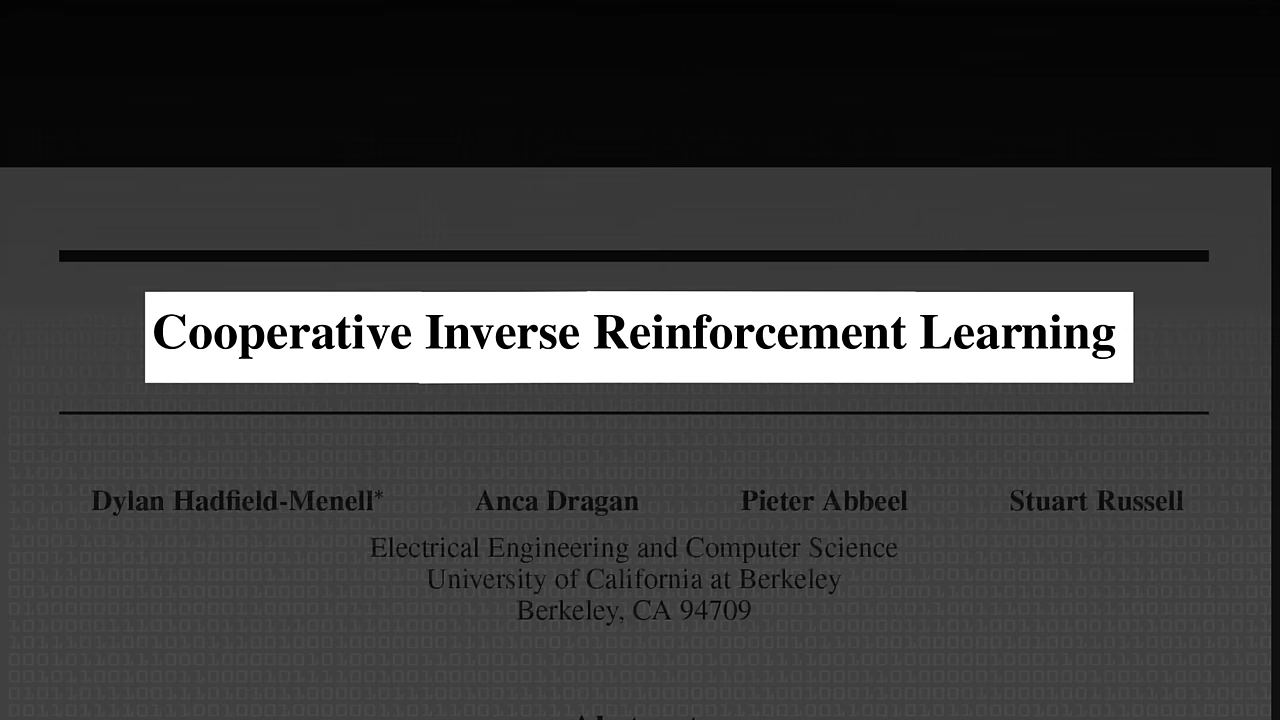 Cooperative Inverse Reinforcement Learning
Dylan Hadfield-Menell* Anca Dragan Pieter Abbeel Stuart Russell
Electrical Engineering and Computer Science
University of California at Berkeley
Berkeley, CA 94709